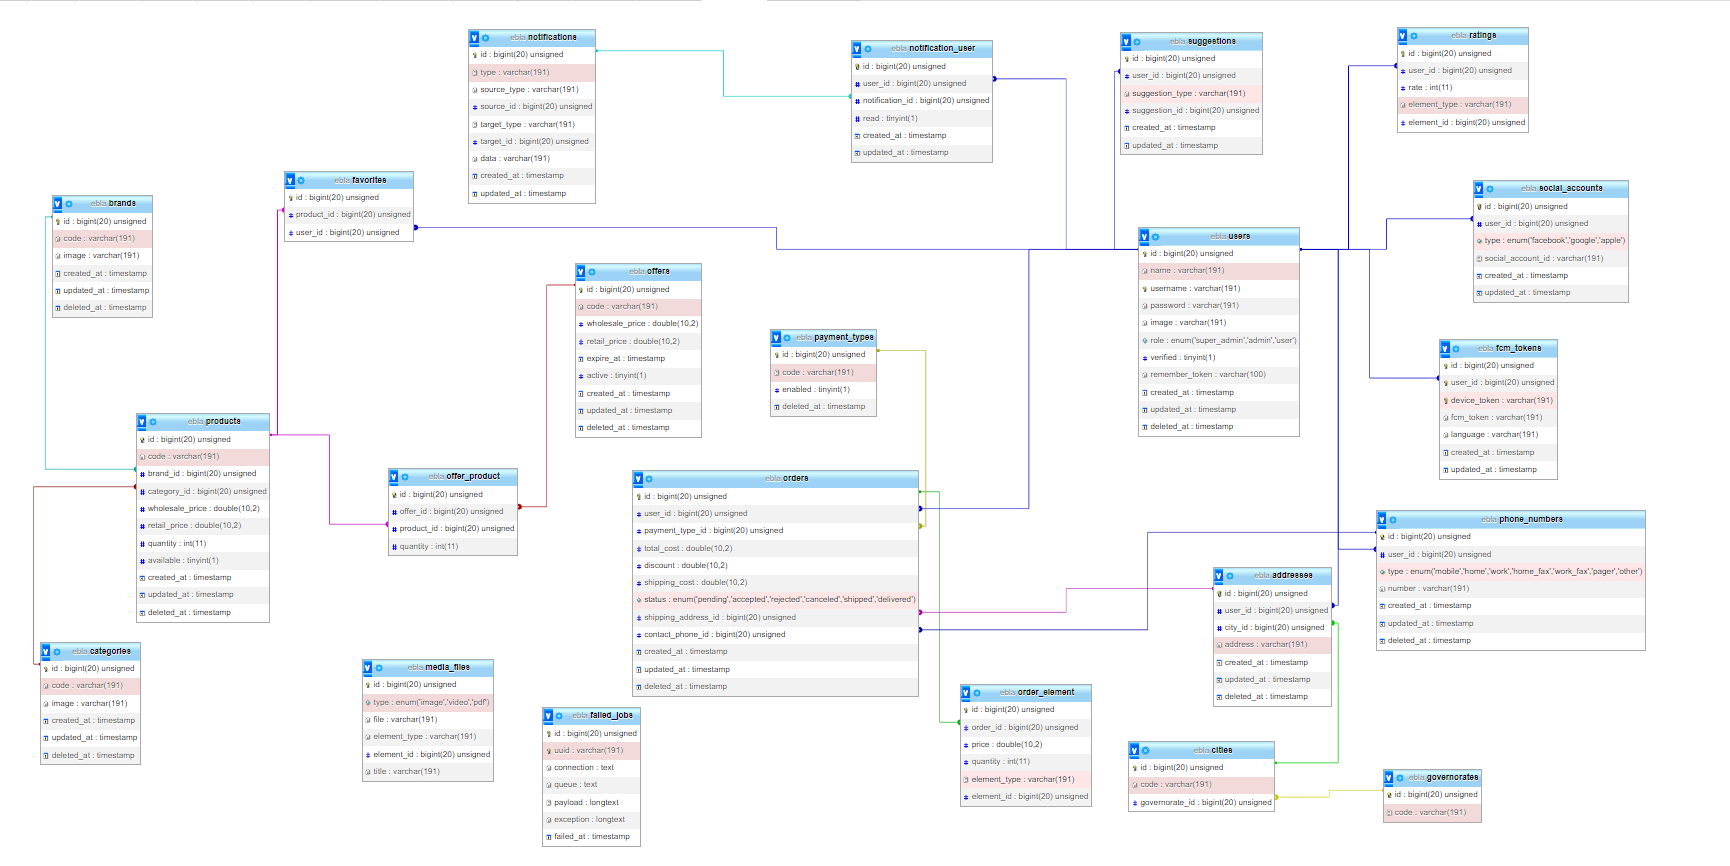 ebla notifications
id : bigint(20) unsigned
type : varchar(191)
source_type : varchar(191)
source_id : bigint(20) unsigned
target_type : varchar(191)
target_id : bigint(20) unsigned
data : varchar(191)
created_at : timestamp
updated_at : timestamp
ebla notification_user
id : bigint(20) unsigned
user_id : bigint(20) unsigned
notification_id : bigint(20) unsigned
read : tinyint(1)
created_at : timestamp
updated_at : timestamp
ebla suggestions
id : bigint(20) unsigned
user_id : bigint(20) unsigned
suggestion_type : varchar(191)
suggestion_id : bigint(20) unsigned
created_at : timestamp
updated_at : timestamp
ebla ratings
id : bigint(20) unsigned
user_id : bigint(20) unsigned
rate : int(11)
element_type : varchar(191)
element_id : bigint(20) unsigned
ebla favorites
id : bigint(20) unsigned
product_id : bigint(20) unsigned
user_id : bigint(20) unsigned
ebla brands
id : bigint(20) unsigned
code : varchar(191)
image : varchar(191)
created_at : timestamp
updated_at : timestamp
deleted_at : timestamp
ebla social_accounts
id : bigint(20) unsigned
user_id : bigint(20) unsigned
type : enum('facebook','google','apple')
social_account_id : varchar(191)
created_at : timestamp
updated_at : timestamp
ebla users
id : bigint(20) unsigned
name : varchar(191)
username : varchar(191)
password : varchar(191)
image : varchar(191)
role : enum('super_admin','admin','user')
verified : tinyint(1)
remember_token : varchar(100)
created_at : timestamp
updated_at : timestamp
deleted_at : timestamp
ebla offers
id : bigint(20) unsigned
code : varchar(191)
wholesale_price : double(10,2)
retail_price : double(10,2)
expire_at : timestamp
active : tinyint(1)
created_at : timestamp
updated_at : timestamp
deleted_at : timestamp
ebla payment_types
id : bigint(20) unsigned
code : varchar(191)
enabled : tinyint(1)
deleted_at : timestamp
ebla fcm_tokens
id : bigint(20) unsigned
user_id : bigint(20) unsigned
device_token : varchar(191)
fcm_token : varchar(191)
language : varchar(191)
created_at : timestamp
updated_at : timestamp
ebla products
id : bigint(20) unsigned
code : varchar(191)
brand_id : bigint(20) unsigned
category_id : bigint(20) unsigned
wholesale_price : double(10,2)
retail_price : double(10,2)
quantity : int(11)
available : tinyint(1)
created_at : timestamp
updated_at : timestamp
deleted_at : timestamp
ebla offer_product
id : bigint(20) unsigned
offer_id : bigint(20) unsigned
product_id : bigint(20) unsigned
quantity : int(11)
ebla orders
id : bigint(20) unsigned
user_id : bigint(20) unsigned
payment_type_id : bigint(20) unsigned
total_cost : double(10,2)
discount : double(10,2)
shipping_cost : double(10,2)
status : enum('pending','accepted','rejected','canceled','shipped','delivered')
shipping_address_id : bigint(20) unsigned
contact_phone_id : bigint(20) unsigned
created_at : timestamp
updated_at : timestamp
deleted_at : timestamp
ebla phone_numbers
id : bigint(20) unsigned
user_id : bigint(20) unsigned
type : enum('mobile','home','work','home_fax','work_fax','pager','other')
number : varchar(191)
created_at : timestamp
updated_at : timestamp
deleted_at : timestamp
ebla addresses
id : bigint(20) unsigned
user_id : bigint(20) unsigned
city_id : bigint(20) unsigned
address : varchar(191)
created_at : timestamp
updated_at : timestamp
deleted_at : timestamp
ebla categories
id : bigint(20) unsigned
code : varchar(191)
image : varchar(191)
created_at : timestamp
updated_at : timestamp
deleted_at : timestamp
ebla media_files
id : bigint(20) unsigned
type : enum('image','video','pdf')
file : varchar(191)
element_type : varchar(191)
element_id : bigint(20) unsigned
title : varchar(191)
ebla failed_jobs
id : bigint(20) unsigned
uuid : varchar(191)
connection : text
queue : text
payload : longtext
exception : longtext
failed_at : timestamp
ebla order_element
id : bigint(20) unsigned
order_id : bigint(20) unsigned
price : double(10,2)
quantity : int(11)
element_type : varchar(191)
element_id : bigint(20) unsigned
ebla cities
id : bigint(20) unsigned
code : varchar(191)
governorate_id : bigint(20) unsigned
ebla governorates
id : bigint(20) unsigned
code : varchar(191)